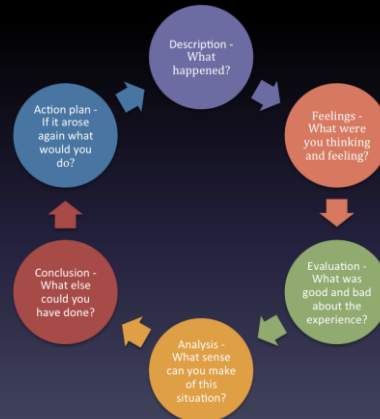 Description -
What
happened?
Feelings -
What were
you thinking
and feeling?
Evaluation -
What was
good and bad
about the
experience?
Analysis -
What sense
can you make
of this
situation?
Conclusion -
What else
could you
have done?
Action plan -
If it arose
again what
would you
do?